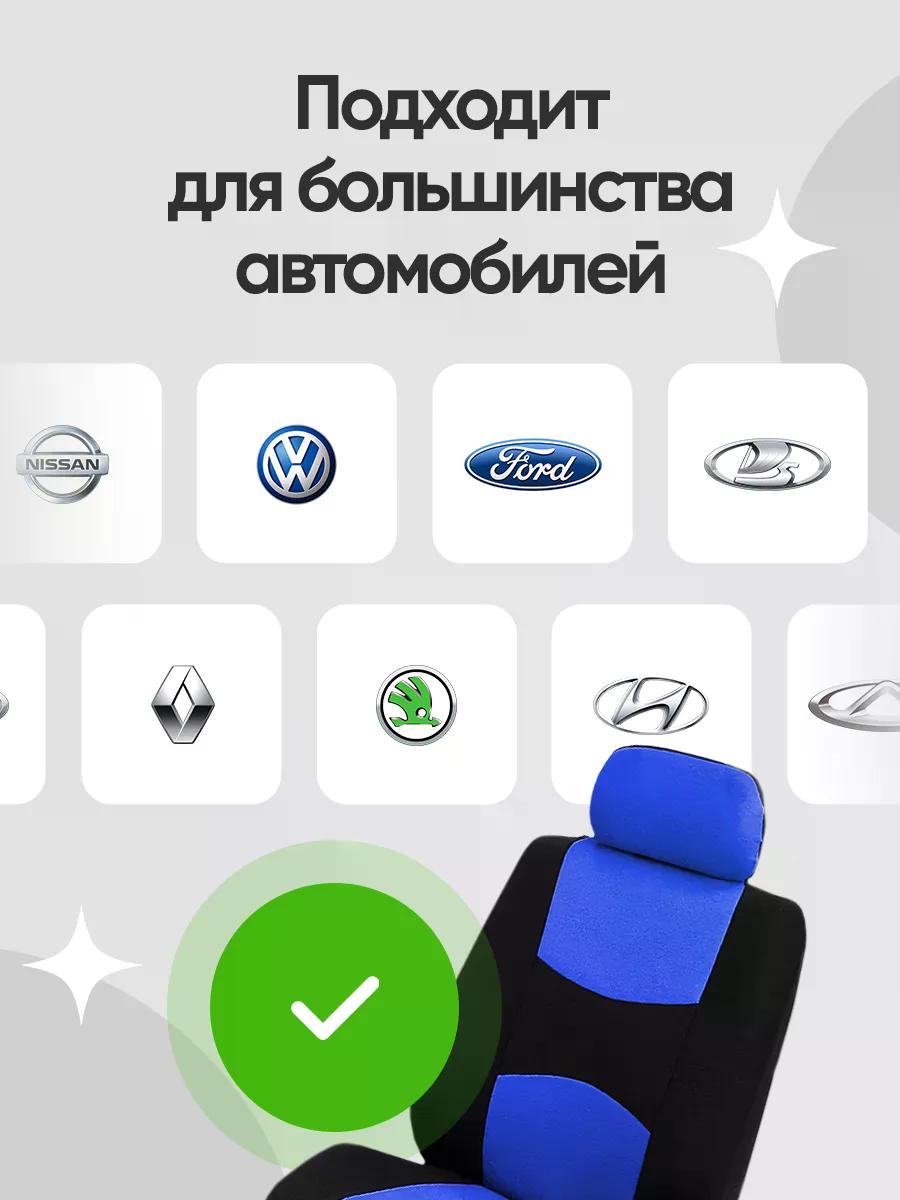 Подходит
для большинства
автомобилей
NISSAN
Ford